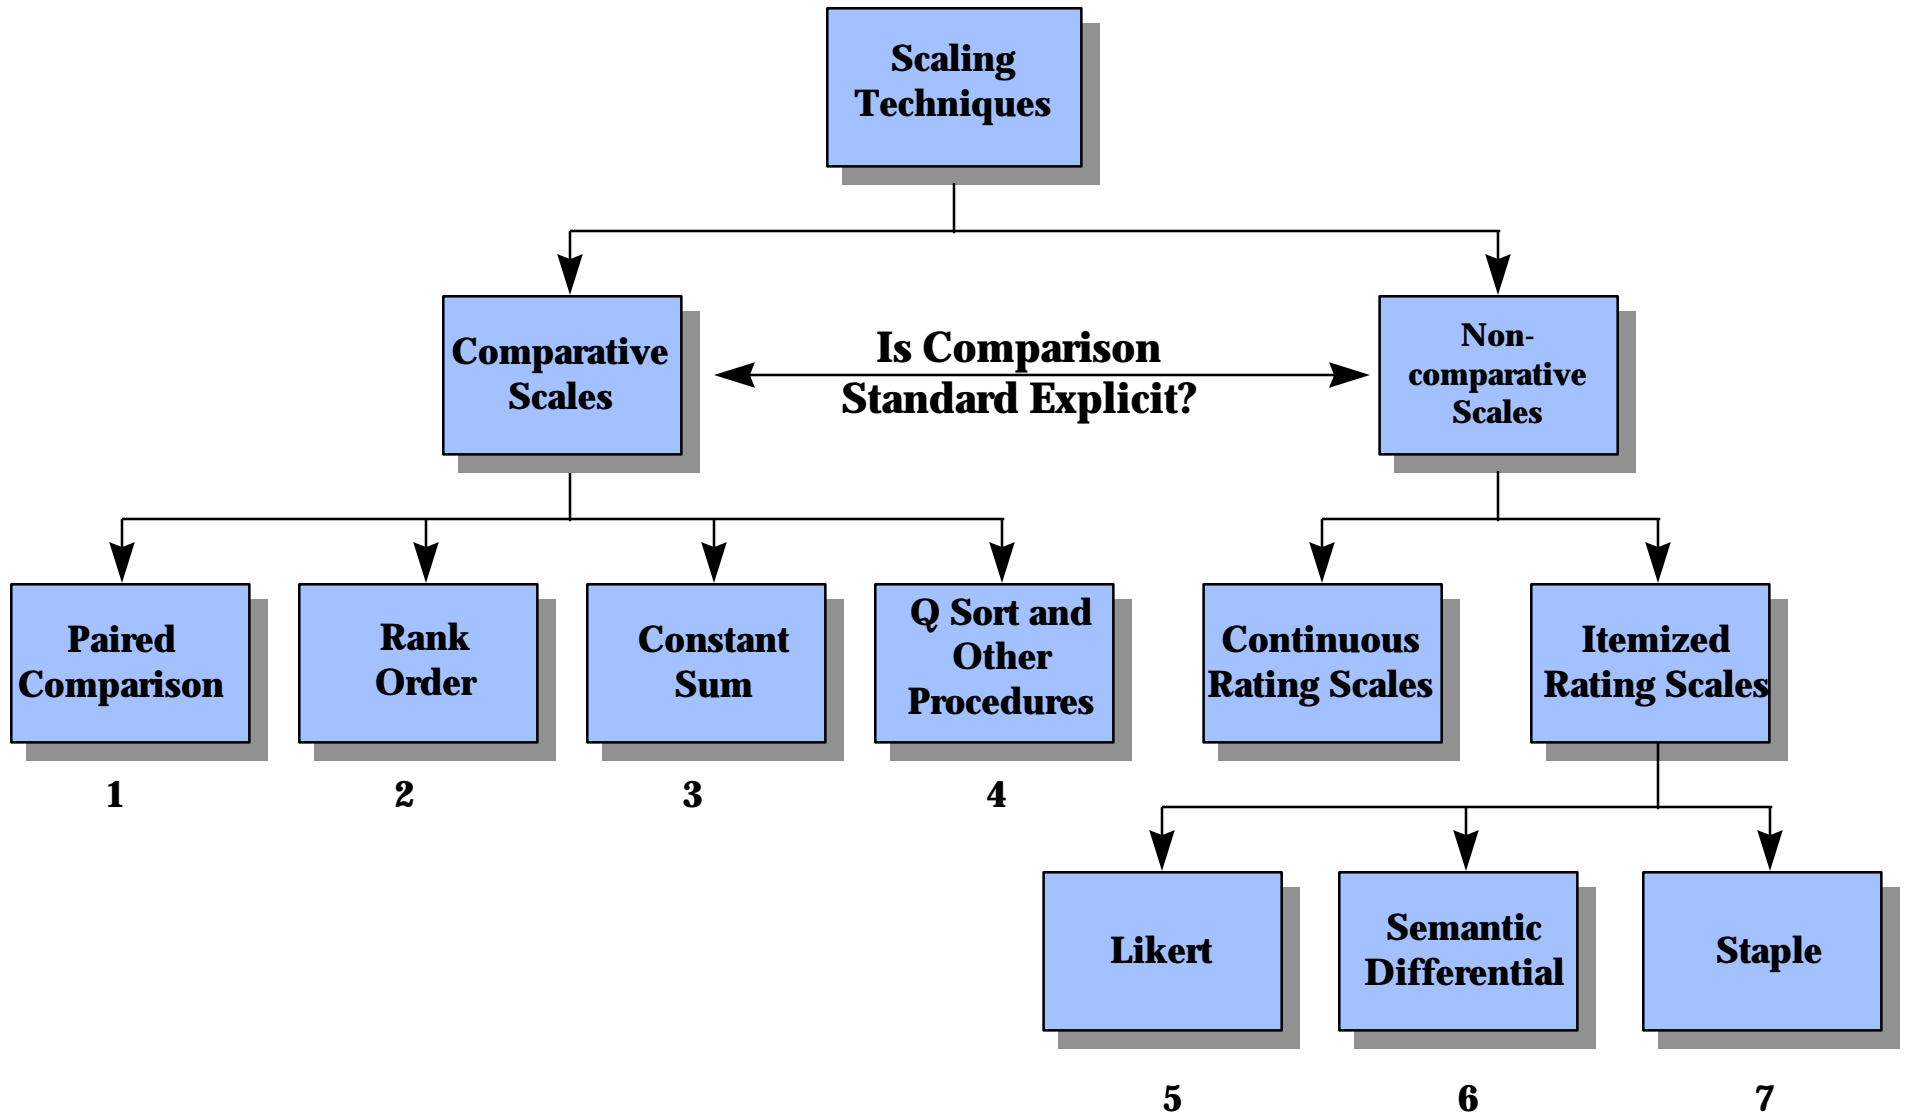 Scaling
Techniques
Comparative
Scales
Is Comparison
Standard Explicit?
Non-
comparative
Scales
Paired
Comparison
Rank
Order
Constant
Sum
Q Sort and
Other
Procedures
Continuous
Rating Scales
Itemized
Rating Scales
1
2
3
4
Likert
Semantic
Differential
Staple
5
6
7